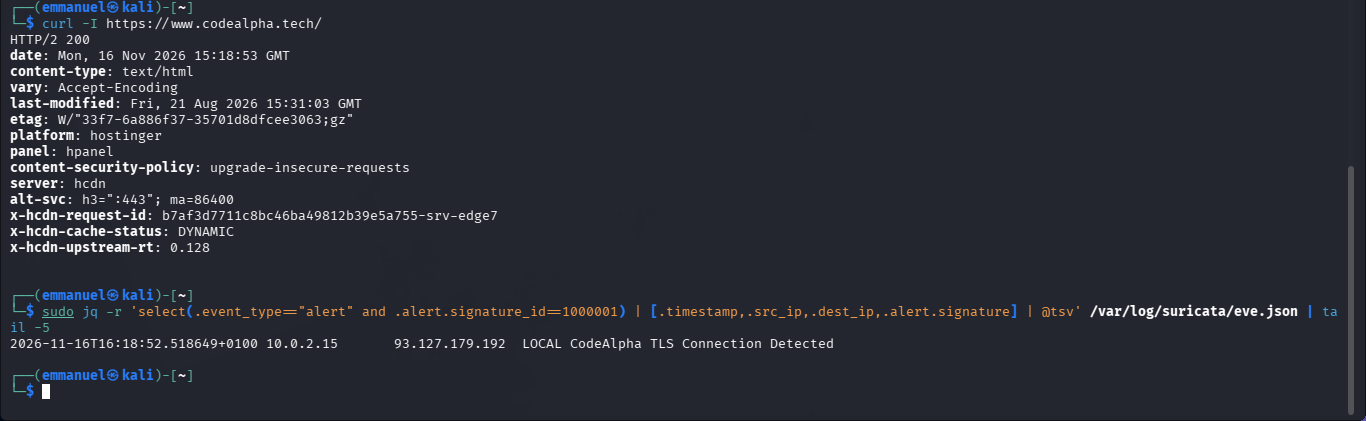 ┌──(emmanuel㉿kali)-[~]
└─$ curl -I https://www.codealpha.tech/
HTTP/2 200
date: Mon, 16 Nov 2026 15:18:53 GMT
content-type: text/html
vary: Accept-Encoding
last-modified: Fri, 21 Aug 2026 15:31:03 GMT
etag: W/"33f7-6a886f37-35701d8dfcee3063;gz"
platform: hostinger
panel: hpanel
content-security-policy: upgrade-insecure-requests
server: hcdn
alt-svc: h3=":443"; ma=86400
x-hcdn-request-id: b7af3d7711c8bc46ba49812b39e5a755-srv-edge7
x-hcdn-cache-status: DYNAMIC
x-hcdn-upstream-rt: 0.128
┌──(emmanuel㉿kali)-[~]
└─$ sudo jq -r 'select(.event_type=="alert" and .alert.signature_id==1000001) | [.timestamp,.src_ip,.dest_ip,.alert.signature] | @tsv' /var/log/suricata/eve.json | ta
il -5
2026-11-16T16:18:52.518649+0100 10.0.2.15       93.127.179.192  LOCAL CodeAlpha TLS Connection Detected
┌──(emmanuel㉿kali)-[~]
└─$